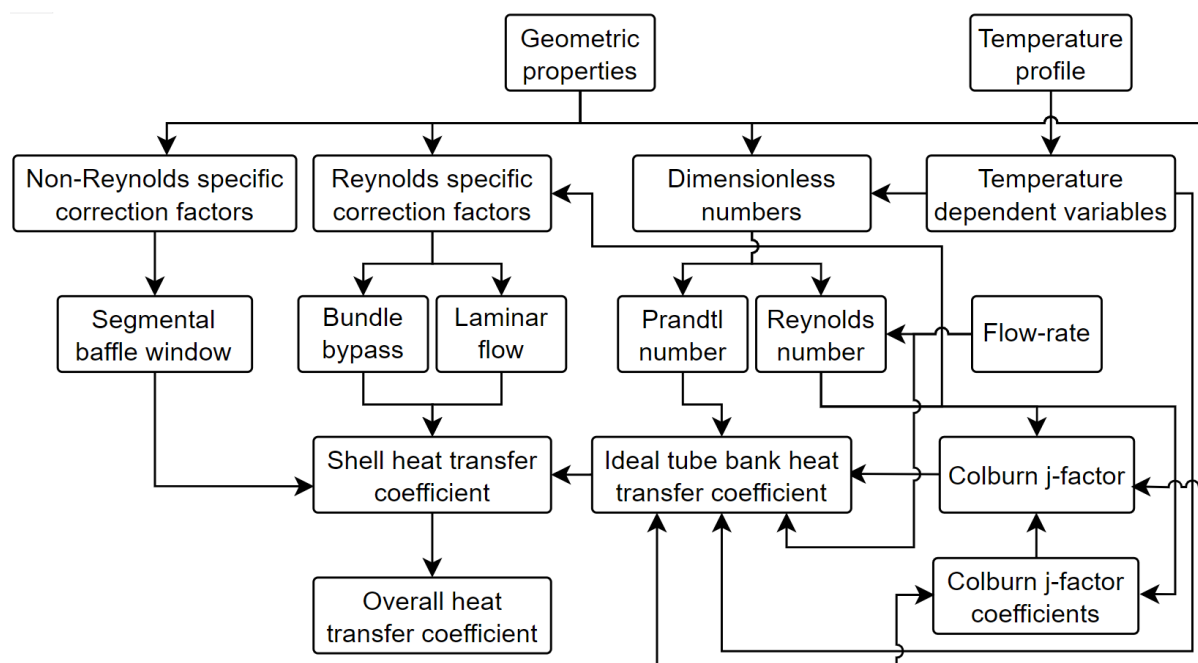 Geometric
properties
Temperature
profile
Non-Reynolds specific
correction factors
Reynolds specific
correction factors
Dimensionless
numbers
Temperature
dependent variables
Segmental
baffle window
Bundle
bypass
Laminar
flow
Prandtl
number
Reynolds
number
Flow-rate
Shell heat transfer
coefficient
Ideal tube bank heat
transfer coefficient
Colburn j-factor
Overall heat
transfer coefficient
Colburn j-factor
coefficients